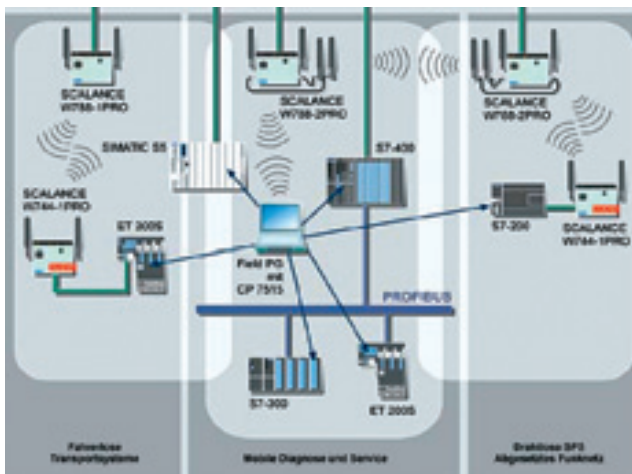 SCALANCE
W788-1PRO
SCALANCE
W788-2PRO
SCALANCE
W788-2PRO
SIMATIC S5
S7-400
SCALANCE
W744-1PRO
ET 200S
S7-200
SCALANCE
W744-1PRO
Field PG
mit
CP 7515
PROFIBUS
S7-300
ET 200S
Fahrerlose
Transportsysteme
Mobile Diagnose und Service
Drahtlose SPS
Abgesetztes Funknetz